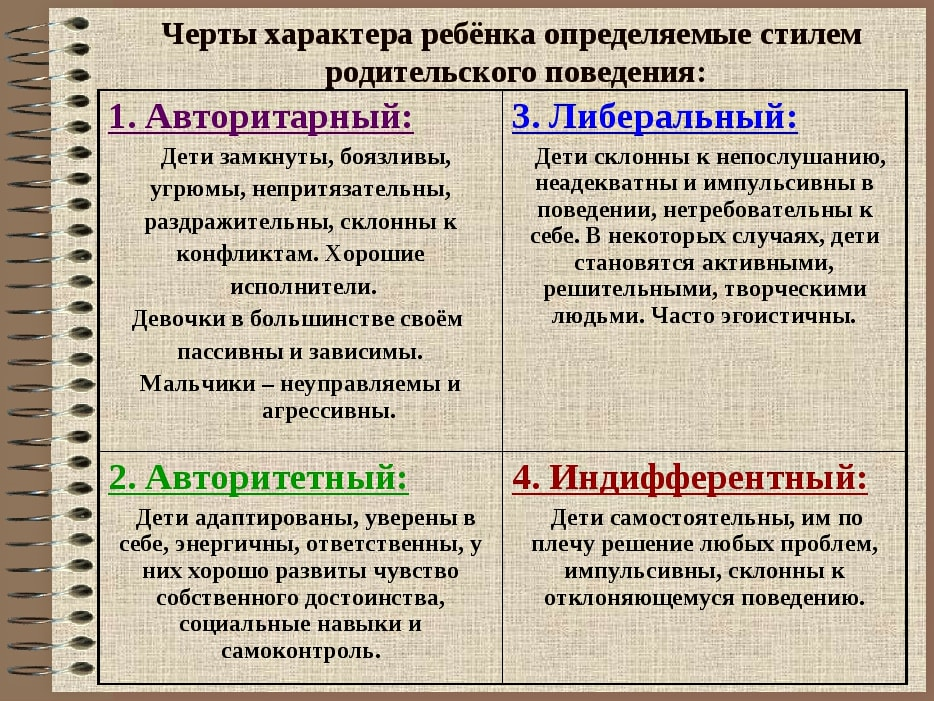 Черты характера ребёнка определяемые стилем
родительского поведения:
1. Авторитарный:
Дети замкнуты, боязливы,
угрюмы, непритязательны,
раздражительны, склонны к
конфликтам. Хорошие
исполнители.
Девочки в большинстве своём
пассивны и зависимы.
Мальчики – неуправляемы и
агрессивны.
3. Либеральный:
Дети склонны к непослушанию,
неадекватны и импульсивны в
поведении, нетребовательны к
себе. В некоторых случаях, дети
становятся активными,
решительными, творческими
людьми. Часто эгоистичны.
2. Авторитетный:
Дети адаптированы, уверены в
себе, энергичны, ответственны, у
них хорошо развиты чувство
собственного достоинства,
социальные навыки и
самоконтроль.
4. Индифферентный:
Дети самостоятельны, им по
плечу решение любых проблем,
импульсивны, склонны к
отклоняющемуся поведению.